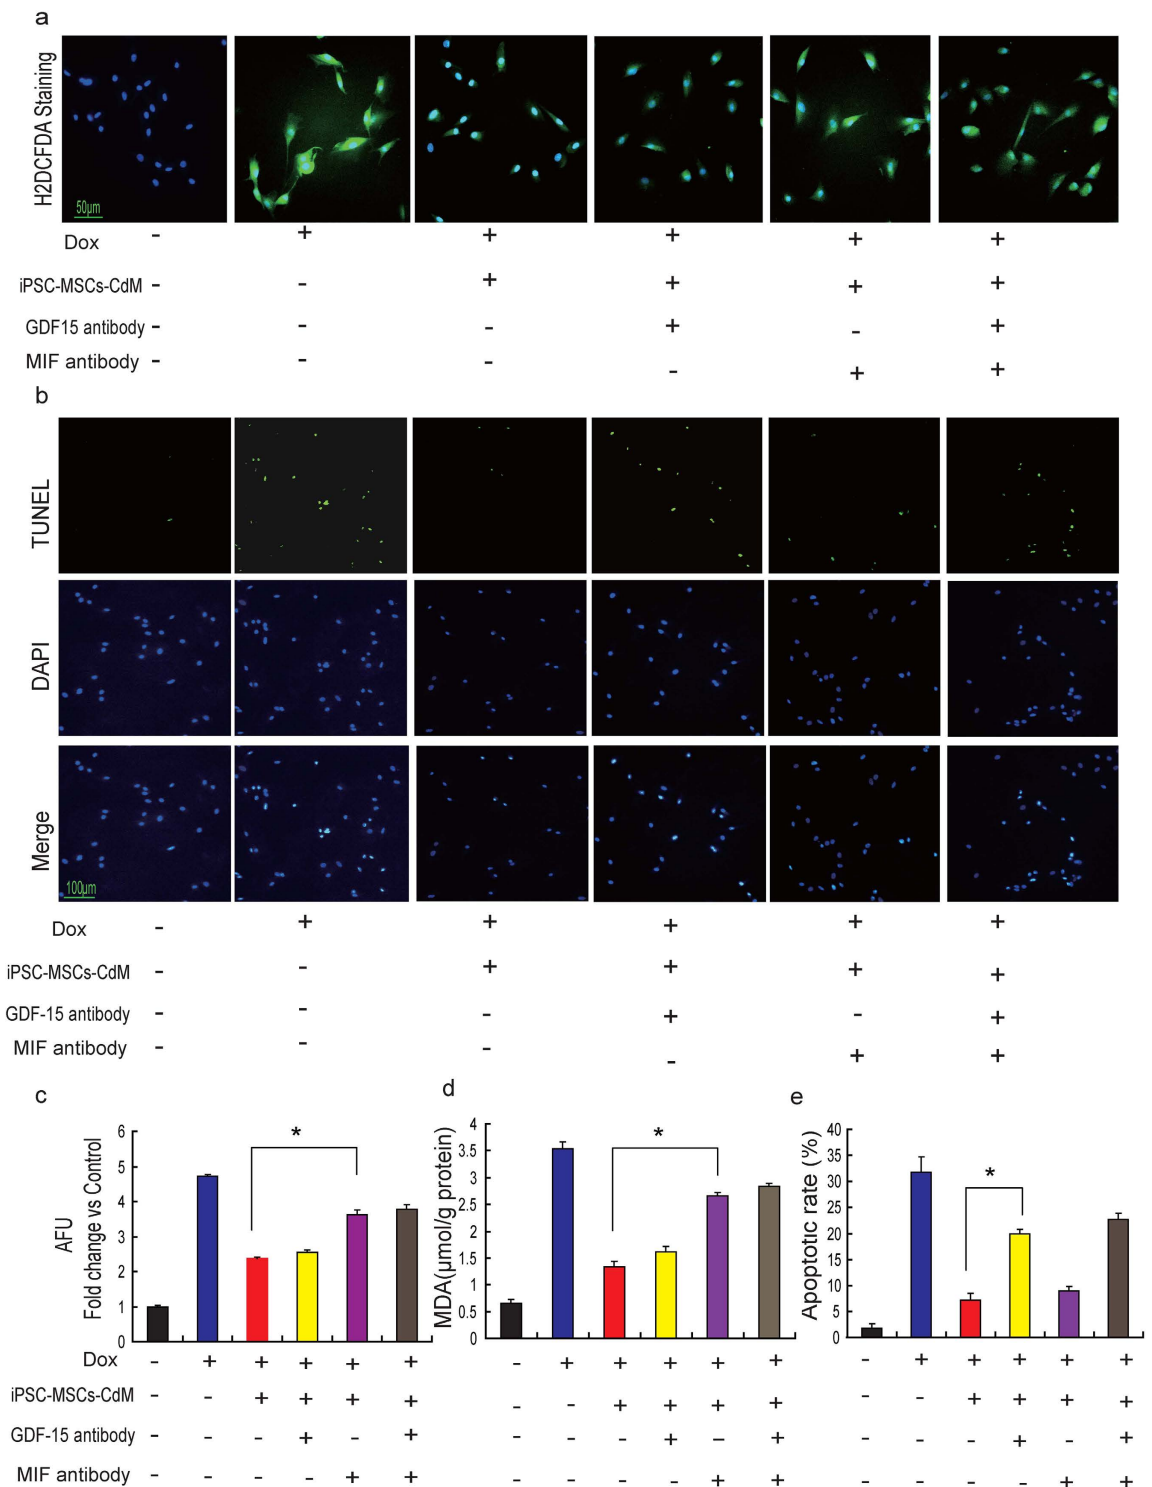 a
H2DCFDA Staining
50µm
Dox - + + + + +
iPSC-MSCs-CdM - - + + + +
GDF15 antibody - - - + - +
MIF antibody - - - - + +
b
TUNEL
DAPI
Merge
100µm
Dox - + + + + +
iPSC-MSCs-CdM - - + + + +
GDF-15 antibody - - - + - +
MIF antibody - - - - + +
c
AFU
Fold change vs Control
6
5
4
3
2
1
0
*
Dox - + + + + +
iPSC-MSCs-CdM - - + + + +
GDF-15 antibody - - - + - +
MIF antibody - - - - + +
d
MDA(µmol/g protein)
4
3.5
3
2.5
2
1.5
1
0.5
0
*
- + + + + +
- - + + + +
- - - + - +
- - - - + +
e
Apoptotic rate (%)
40
35
30
25
20
15
10
5
0
*
- + + + + +
- - + + + +
- - - + - +
- - - - + +